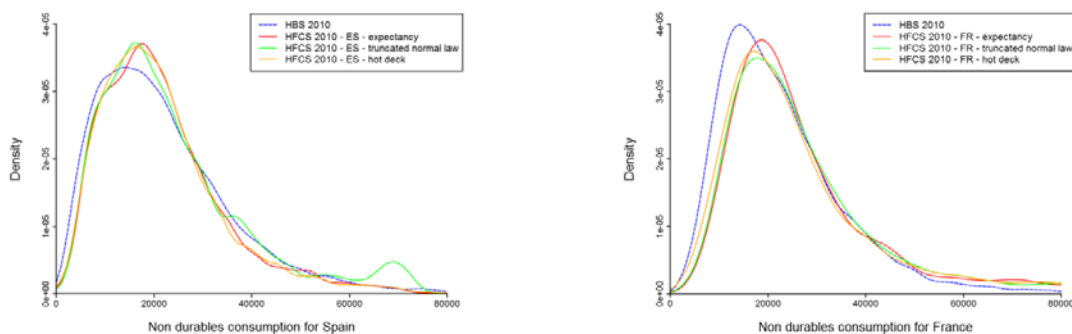 HBS 2010
HFCS 2010 - ES - expectancy
HFCS 2010 - ES - truncated normal law
HFCS 2010 - ES - hot deck
Density
4e-05
3e-05
2e-05
1e-05
0e+00
0 20000 40000 60000 80000
Non durables consumption for Spain
HBS 2010
HFCS 2010 - FR - expectancy
HFCS 2010 - FR - truncated normal law
HFCS 2010 - FR - hot deck
Density
4e-05
3e-05
2e-05
1e-05
0e+00
0 20000 40000 60000 80000
Non durables consumption for France